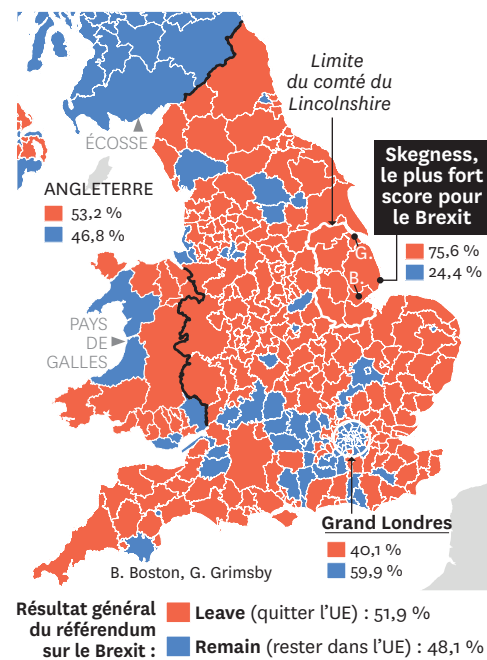 Limite
du comté du
Lincolnshire
ÉCOSSE
Skegness,
le plus fort
score pour
le Brexit
ANGLETERRE
53,2 %
46,8 %
G.
75,6 %
24,4 %
B.
PAYS
DE
GALLES
Grand Londres
40,1 %
59,9 %
B. Boston, G. Grimsby
Résultat général
du référendum
sur le Brexit :
Leave (quitter l’UE) : 51,9 %
Remain (rester dans l’UE) : 48,1 %